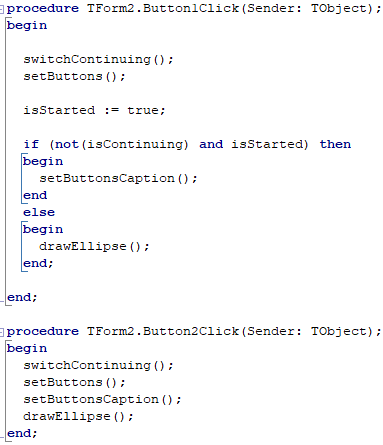 procedure TForm2.Button1Click(Sender: TObject);
begin
switchContinuing();
setButtons();
isStarted := true;
if (not(isContinuing) and isStarted) then
begin
setButtonsCaption();
end
else
begin
drawEllipse();
end;
end;
procedure TForm2.Button2Click(Sender: TObject);
begin
switchContinuing();
setButtons();
setButtonsCaption();
drawEllipse();
end;